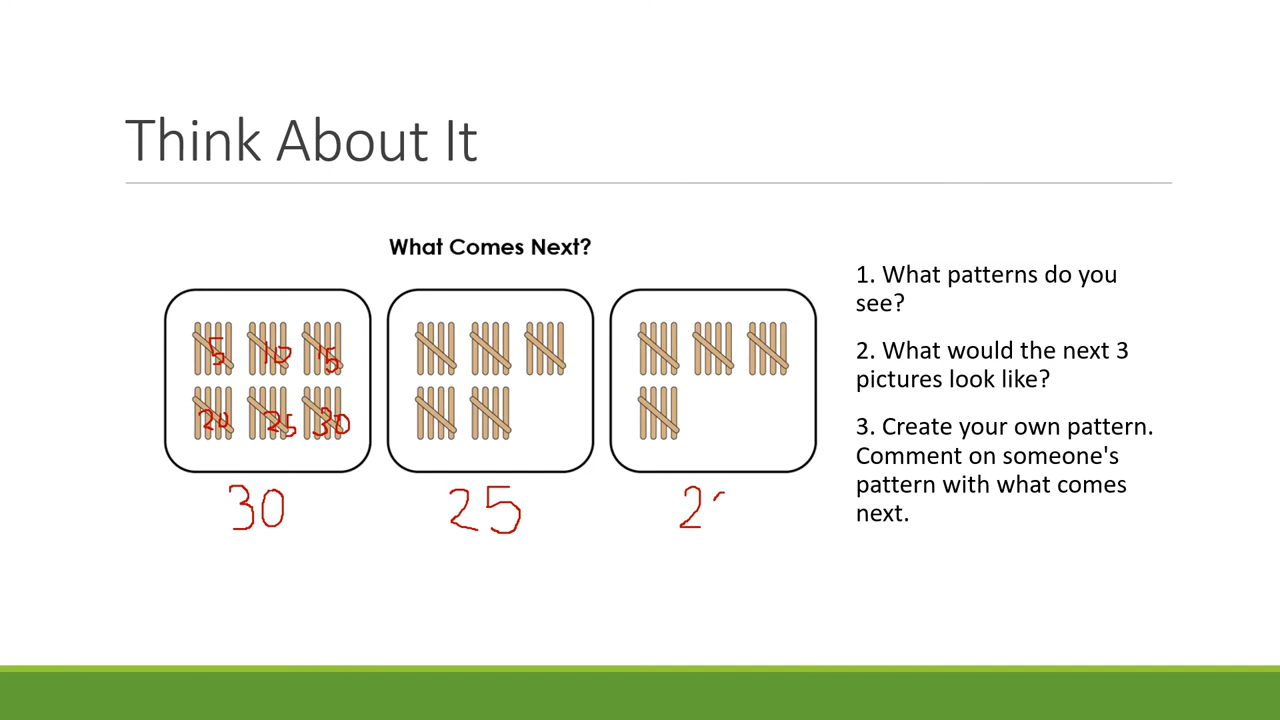 Think About It
What Comes Next?
5 10 15
20 25 30
30 25 2
1. What patterns do you
see?
2. What would the next 3
pictures look like?
3. Create your own pattern.
Comment on someone's
pattern with what comes
next.